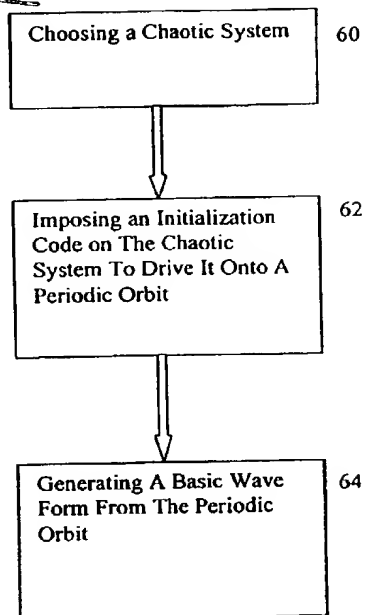 Choosing a Chaotic System
60
Imposing an Initialization
Code on The Chaotic
System To Drive It Onto A
Periodic Orbit
62
Generating A Basic Wave
Form From The Periodic
Orbit
64